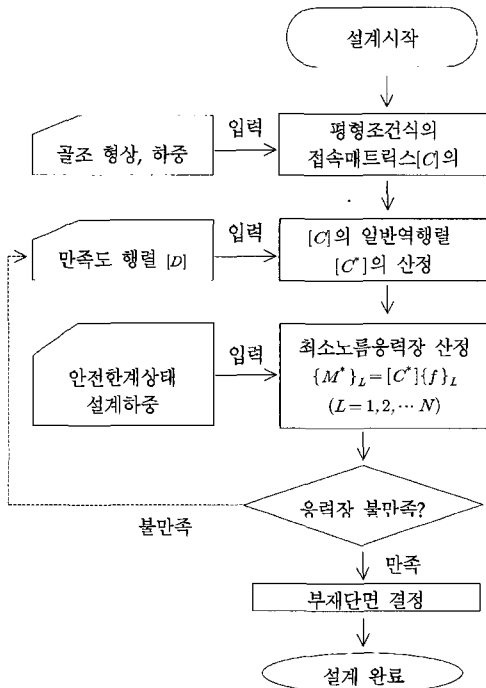 설계시작
입력
골조 형상, 하중
평형조건식의
접속매트릭스[C]의
입력
만족도 행렬 [D]
[C]의 일반역행렬
[C*]의 산정
입력
안전한계상태
설계하중
최소노름응력장 산정
{M*}_L=[C*]{f}_L
(L=1,2,⋯N)
응력장 불만족?
불만족
만족
부재단면 결정
설계 완료